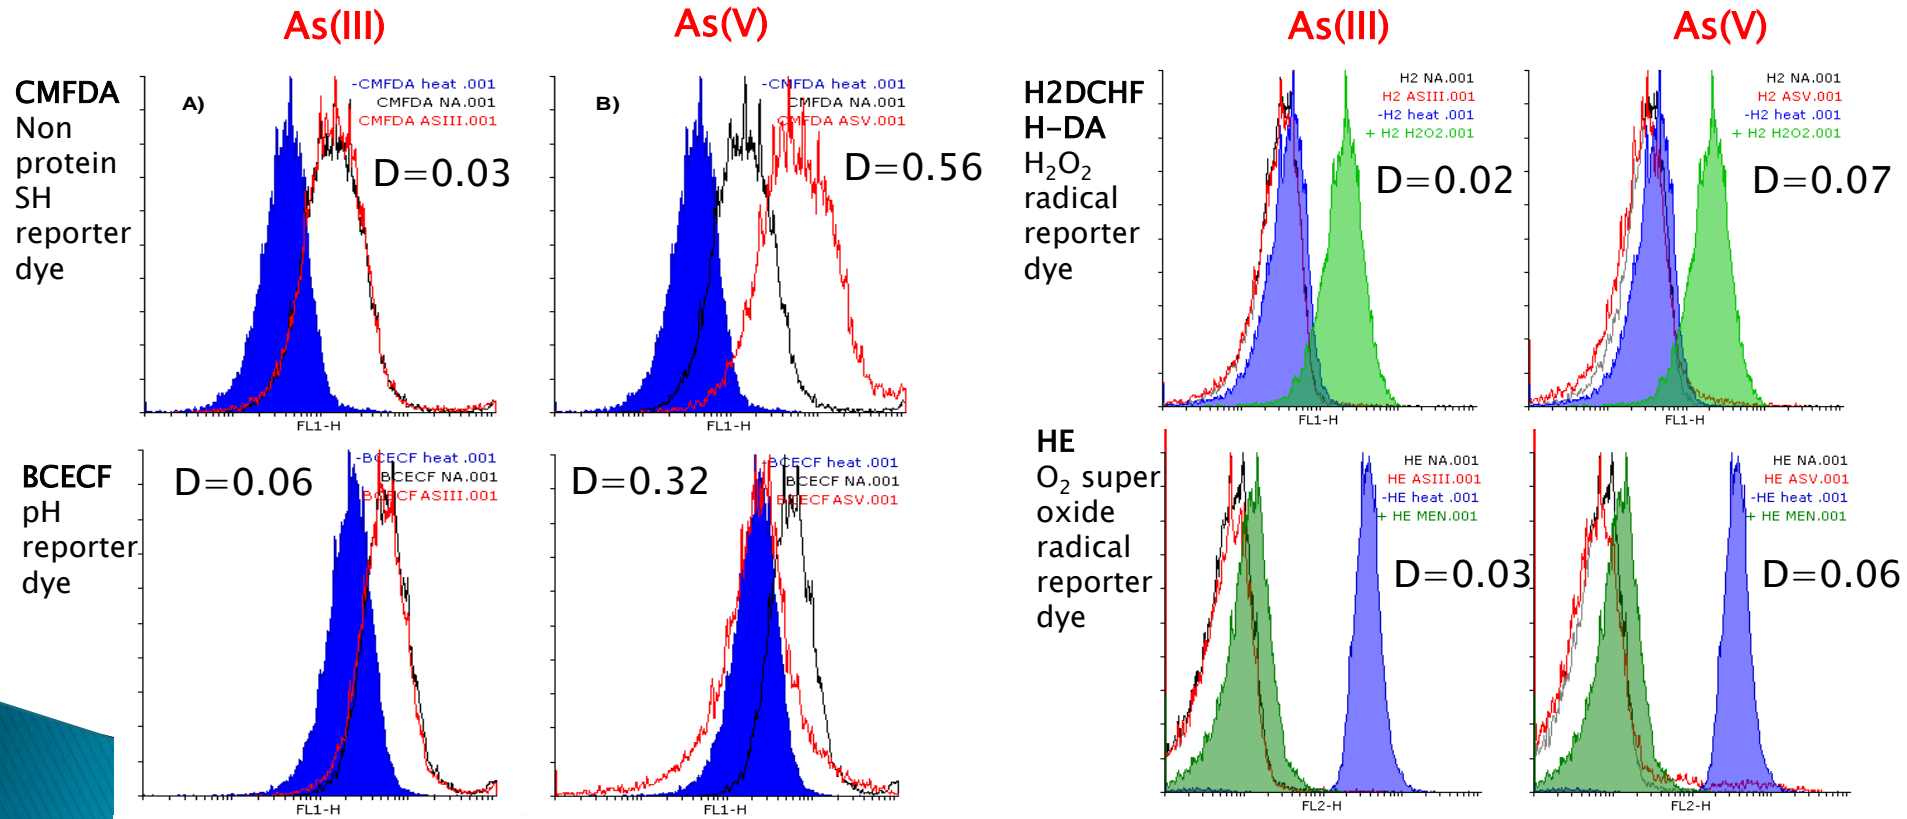 As(III)
As(V)
As(III)
As(V)
CMFDA
Non
protein
SH
reporter
dye
A)
-CMFDA heat .001
CMFDA NA.001
CMFDA ASIII.001
D=0.03
FL1-H
B)
-CMFDA heat .001
CMFDA NA.001
CMFDA ASV.001
D=0.56
FL1-H
H2DCHF
H-DA
H₂O₂
radical
reporter
dye
H2 NA.001
H2 ASIII.001
-H2 heat .001
+ H2 H2O2.001
D=0.02
FL1-H
H2 NA.001
H2 ASV.001
-H2 heat .001
+ H2 H2O2.001
D=0.07
FL1-H
BCECF
pH
reporter
dye
D=0.06
-BCECF heat .001
BCECF NA.001
BCECF ASIII.001
FL1-H
D=0.32
-BCECF heat .001
BCECF NA.001
BCECF ASV.001
FL1-H
HE
O₂ super
oxide
radical
reporter
dye
HE NA.001
HE ASIII.001
-HE heat .001
+ HE MEN.001
D=0.03
FL2-H
HE NA.001
HE ASV.001
-HE heat .001
+ HE MEN.001
D=0.06
FL2-H